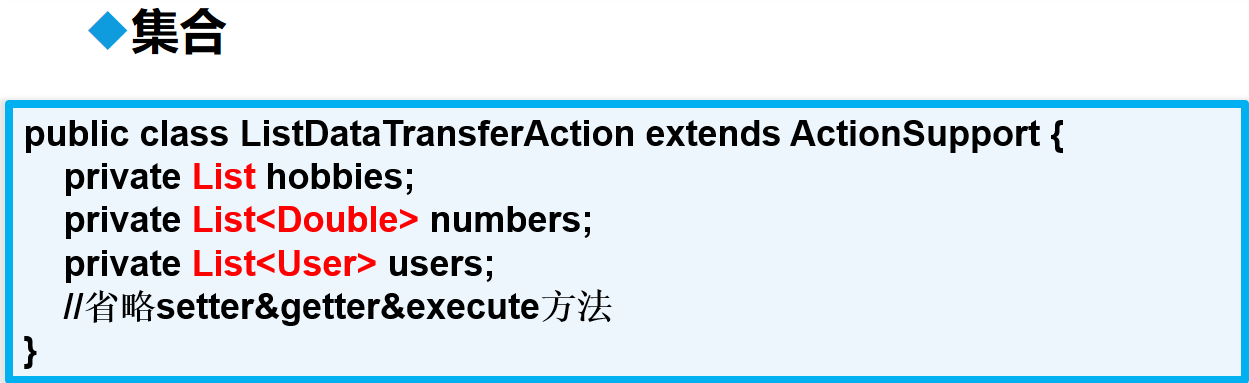 ◆集合
public class ListDataTransferAction extends ActionSupport {
    private List hobbies;
    private List<Double> numbers;
    private List<User> users;
    //省略setter&getter&execute方法
}